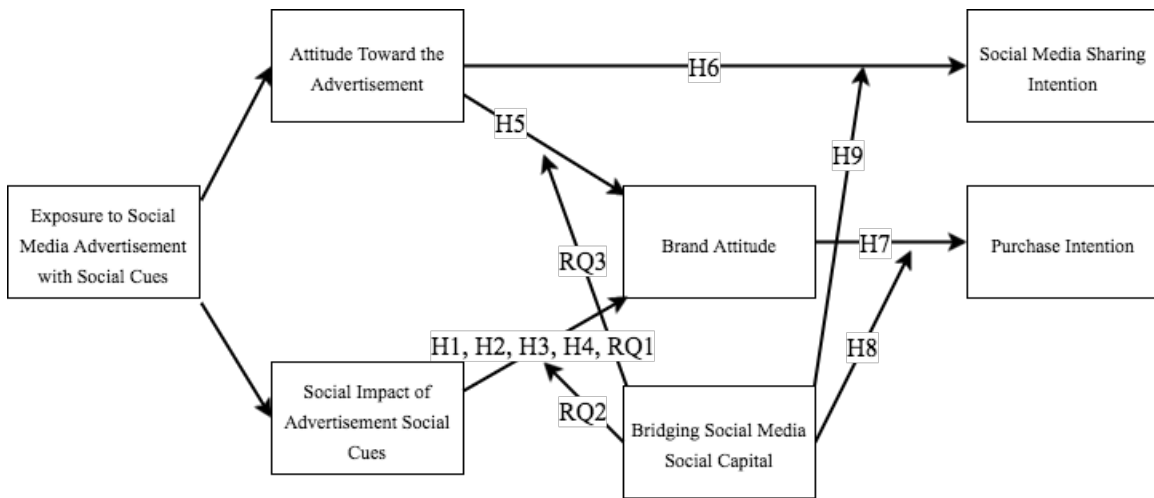 Attitude Toward the
Advertisement
H6
Social Media Sharing
Intention
H5
H9
Exposure to Social
Media Advertisement
with Social Cues
Brand Attitude
H7
Purchase Intention
RQ3
H1, H2, H3, H4, RQ1
H8
Social Impact of
Advertisement Social
Cues
RQ2
Bridging Social Media
Social Capital